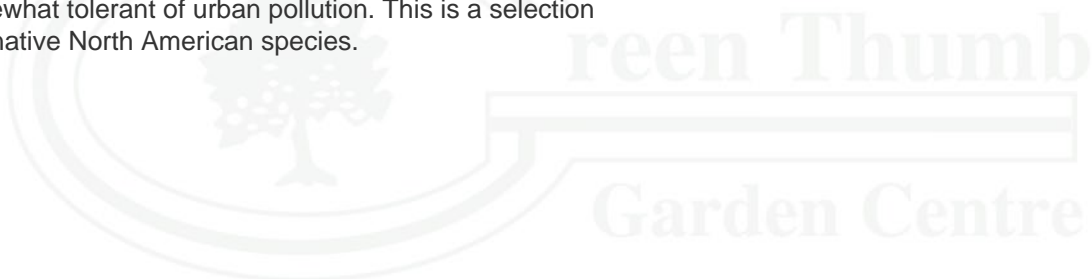 ewhat tolerant of urban pollution. This is a selection
native North American species.
reen Thumb
Garden Centre